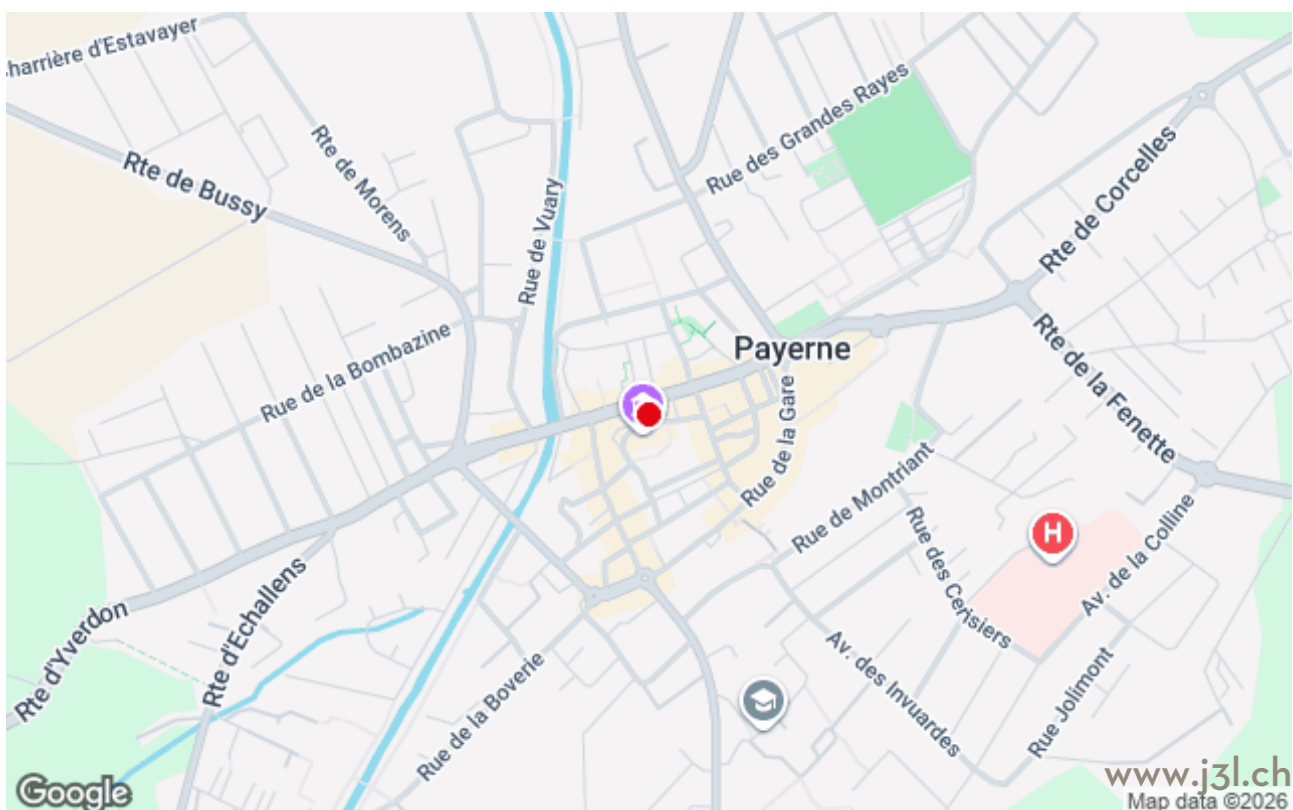 Charrière d'Estavayer
Rte de Morens
Rte de Bussy
Rue de Vuary
Rue des Grandes Rayes
Rte de Corcelles
Rue de la Bombazine
Payerne
Rte de la Fenette
Rue de la Gare
Rue de Montriant
H
Rue des Cerisiers
Av. de la Colline
Rte d'Yverdon
Rte d'Echallens
Rue de la Boverie
Av. des Invuardes
Rue Jolimont
www.j3l.ch
Google
Map data ©2026